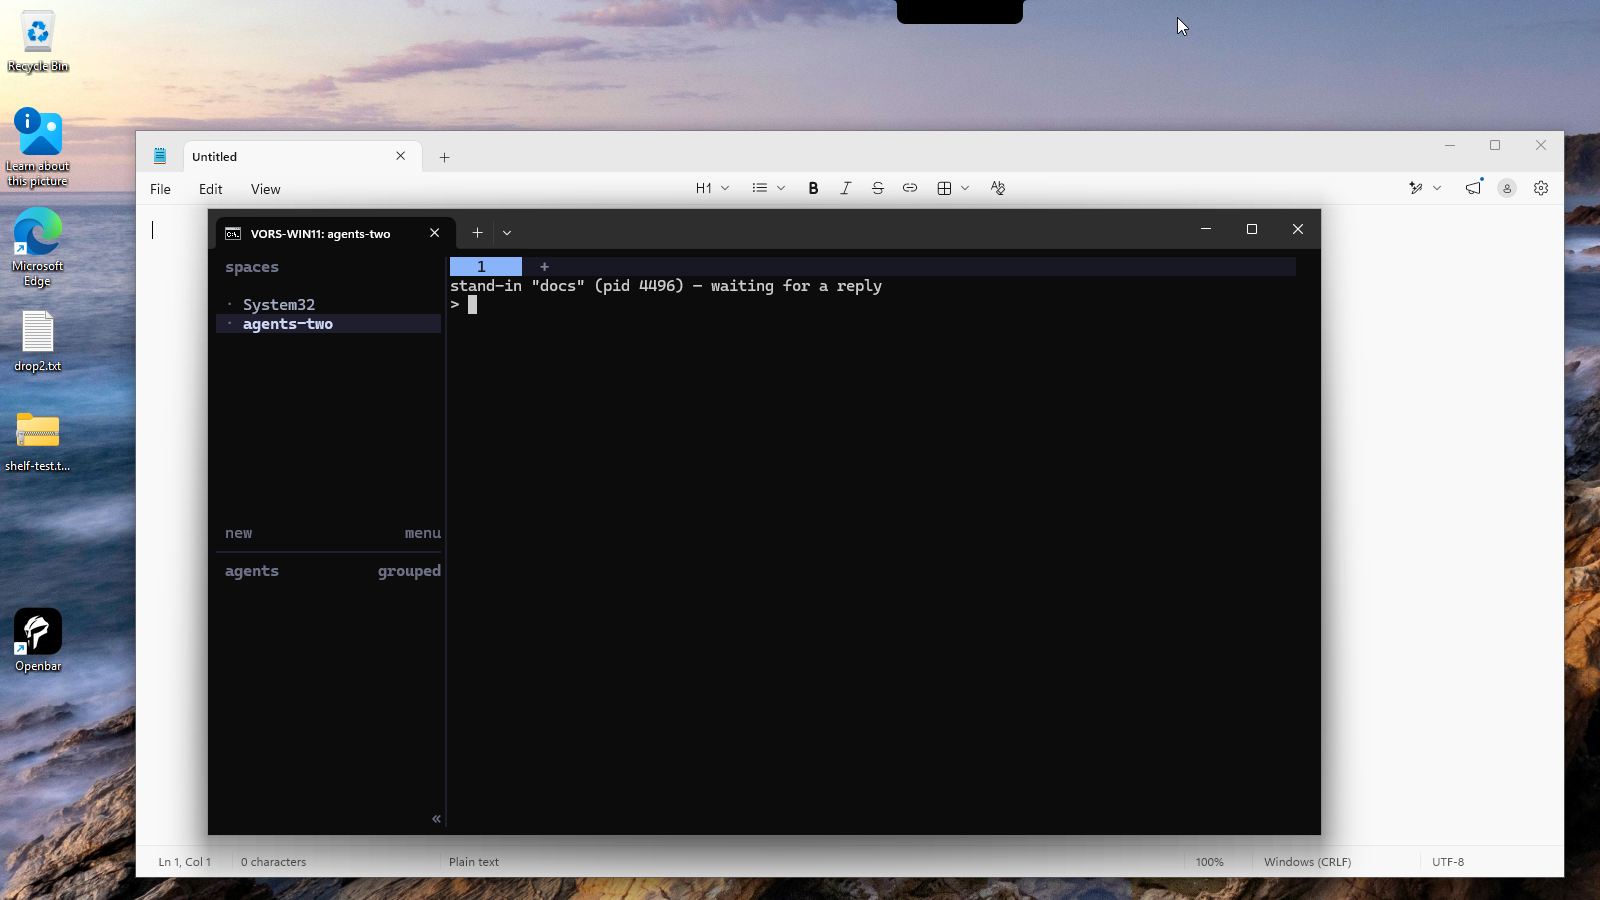 Recycle Bin
Learn about
this picture
Microsoft
Edge
drop2.txt
shelf-test.t...
Openbar
Untitled
File Edit View
H1
VORS-WIN11: agents-two
spaces
· System32
· agents-two
new menu
agents grouped
«
1 +
stand-in "docs" (pid 4496) — waiting for a reply
>
Ln 1, Col 1 0 characters Plain text 100% Windows (CRLF) UTF-8